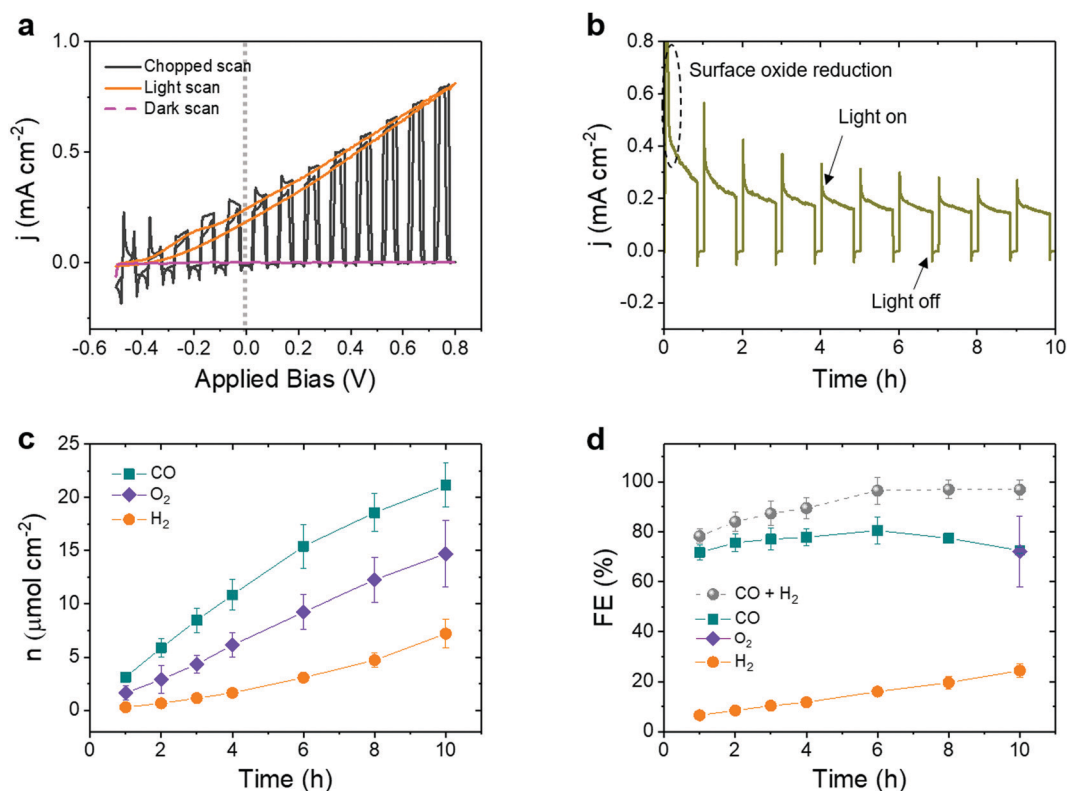 a
1.0
0.5
0.0
j (mA cm⁻²)
Chopped scan
Light scan
Dark scan
-0.6 -0.4 -0.2 0.0 0.2 0.4 0.6 0.8
Applied Bias (V)
b
0.8
0.6
0.4
0.2
0.0
-0.2
j (mA cm⁻²)
Surface oxide reduction
Light on
Light off
0 2 4 6 8 10
Time (h)
c
25
20
15
10
5
0
n (μmol cm⁻²)
CO
O₂
H₂
0 2 4 6 8 10
Time (h)
d
100
80
60
40
20
0
FE (%)
CO + H₂
CO
O₂
H₂
0 2 4 6 8 10
Time (h)